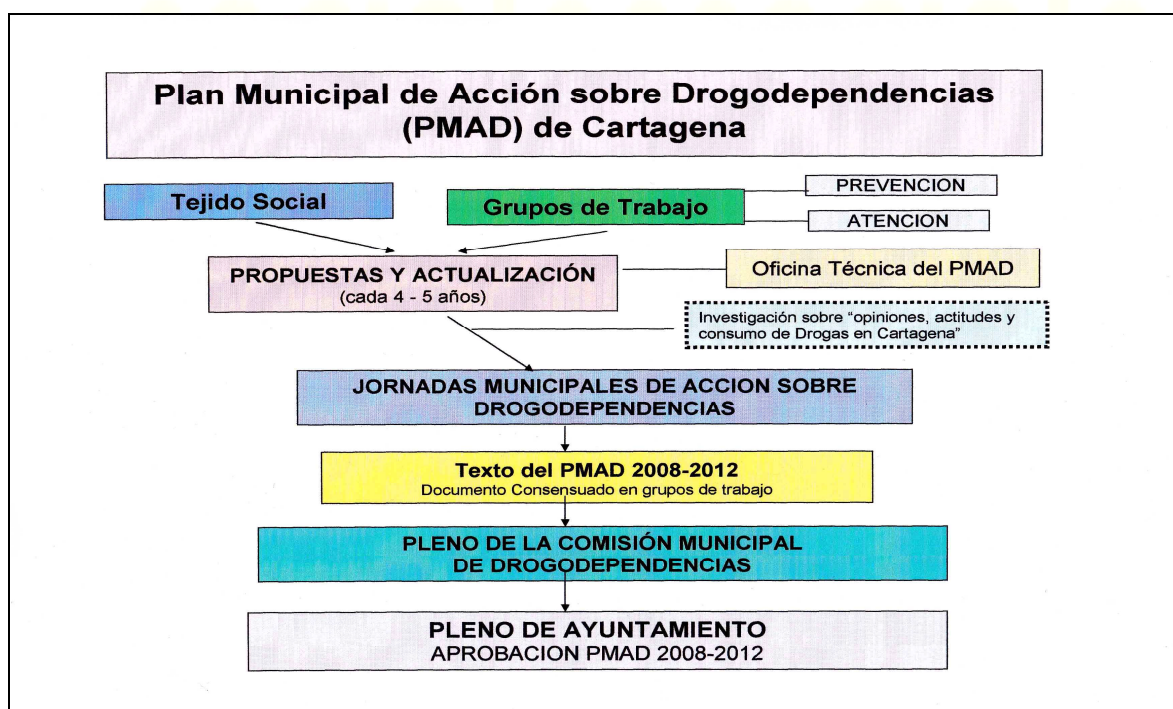 Plan Municipal de Acción sobre Drogodependencias
(PMAD) de Cartagena
Tejido Social
Grupos de Trabajo
PREVENCION
ATENCION
PROPUESTAS Y ACTUALIZACIÓN
(cada 4 - 5 años)
Oficina Técnica del PMAD
Investigación sobre “opiniones, actitudes y
consumo de Drogas en Cartagena”
JORNADAS MUNICIPALES DE ACCION SOBRE
DROGODEPENDENCIAS
Texto del PMAD 2008-2012
Documento Consensuado en grupos de trabajo
PLENO DE LA COMISIÓN MUNICIPAL
DE DROGODEPENDENCIAS
PLENO DE AYUNTAMIENTO
APROBACION PMAD 2008-2012